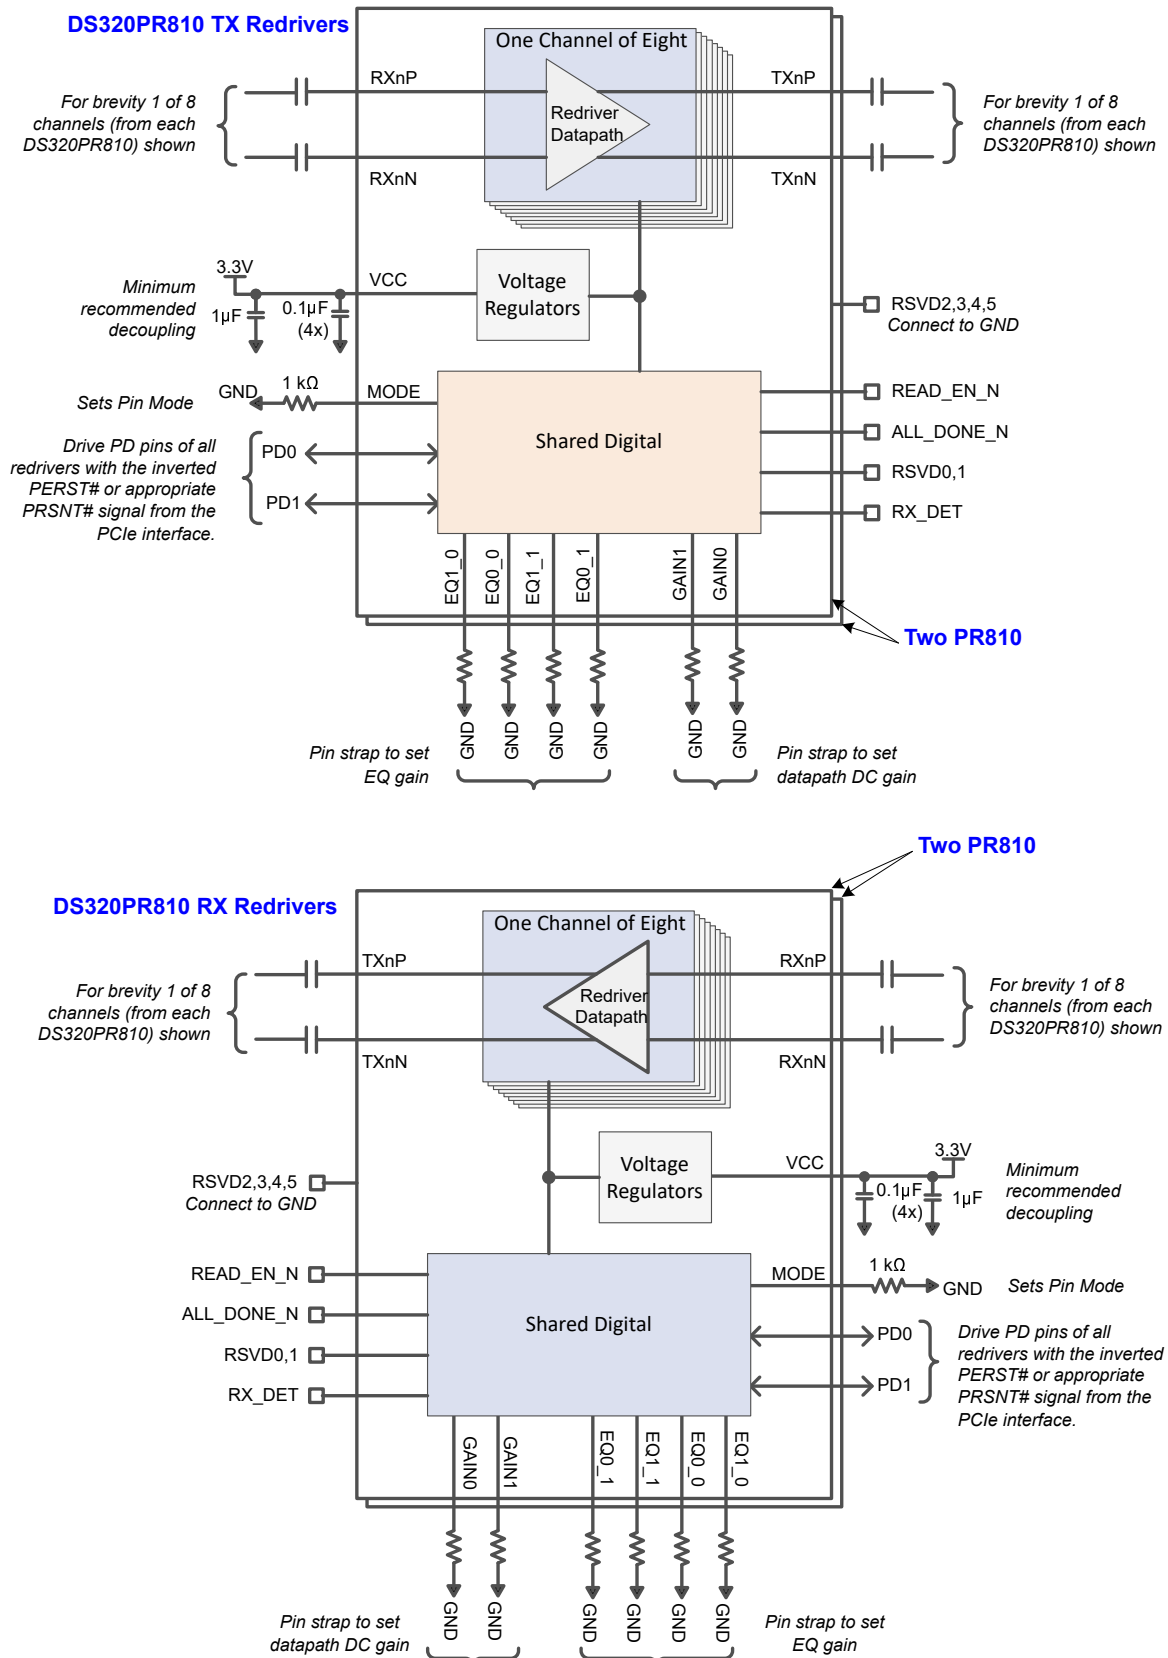 DS320PR810 TX Redrivers
One Channel of Eight
RXnP
TXnP
For brevity 1 of 8
channels (from each
DS320PR810) shown
Redriver
Datapath
For brevity 1 of 8
channels (from each
DS320PR810) shown
RXnN
TXnN
3.3V
VCC
Voltage
Regulators
Minimum
recommended
decoupling
1µF
0.1µF
(4x)
RSVD2,3,4,5
Connect to GND
Sets Pin Mode
GND
1 kΩ
MODE
Shared Digital
READ_EN_N
ALL_DONE_N
RSVD0,1
RX_DET
Drive PD pins of all
redrivers with the inverted
PERST# or appropriate
PRSNT# signal from the
PCIe interface.
PD0
PD1
EQ1_0
EQ0_0
EQ1_1
EQ0_1
GAIN1
GAIN0
Two PR810
GND
GND
GND
GND
GND
GND
Pin strap to set
EQ gain
Pin strap to set
datapath DC gain
Two PR810
DS320PR810 RX Redrivers
One Channel of Eight
TXnP
RXnP
For brevity 1 of 8
channels (from each
DS320PR810) shown
Redriver
Datapath
For brevity 1 of 8
channels (from each
DS320PR810) shown
TXnN
RXnN
Voltage
Regulators
VCC
3.3V
0.1µF
(4x)
1µF
Minimum
recommended
decoupling
RSVD2,3,4,5
Connect to GND
READ_EN_N
ALL_DONE_N
RSVD0,1
RX_DET
Shared Digital
MODE
1 kΩ
GND
Sets Pin Mode
PD0
PD1
Drive PD pins of all
redrivers with the inverted
PERST# or appropriate
PRSNT# signal from the
PCIe interface.
GAIN0
GAIN1
EQ0_1
EQ1_1
EQ0_0
EQ1_0
GND
GND
GND
GND
GND
GND
Pin strap to set
datapath DC gain
Pin strap to set
EQ gain